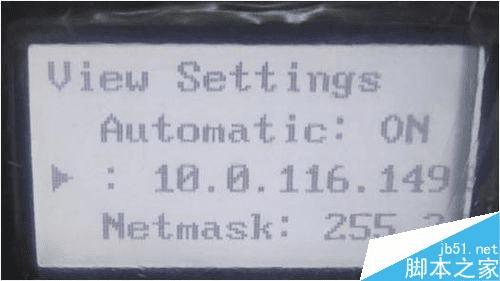 View Settings
Automatic: ON
: 10.0.116.149
Netmask: 255.
jb51.net
脚本之家